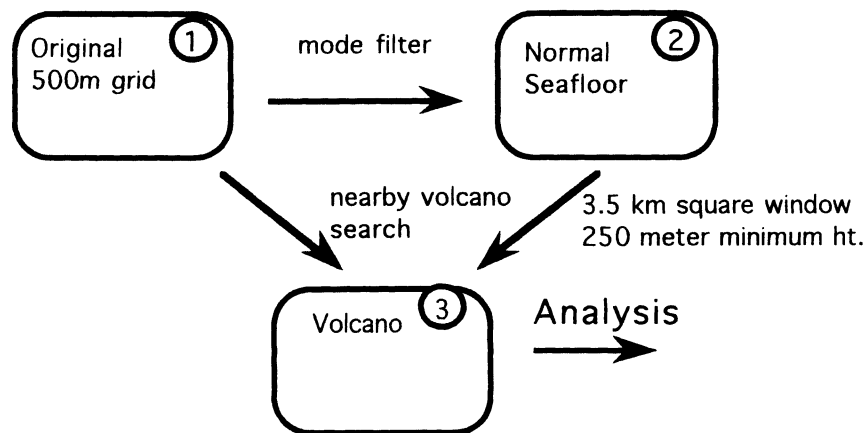 Original
500m grid
1
mode filter
Normal
Seafloor
2
nearby volcano
search
3.5 km square window
250 meter minimum ht.
Volcano
3
Analysis